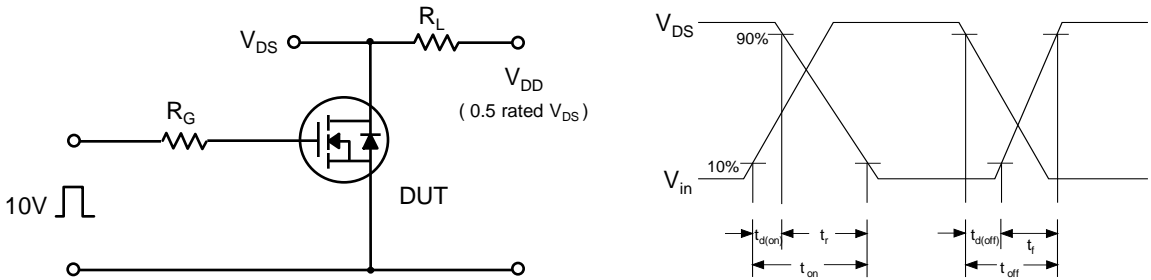 R_L
V_DS
V_DD
( 0.5 rated V_DS )
R_G
10V
DUT
V_DS
90%
10%
V_in
t_d(on)
t_r
t_on
t_d(off)
t_f
t_off